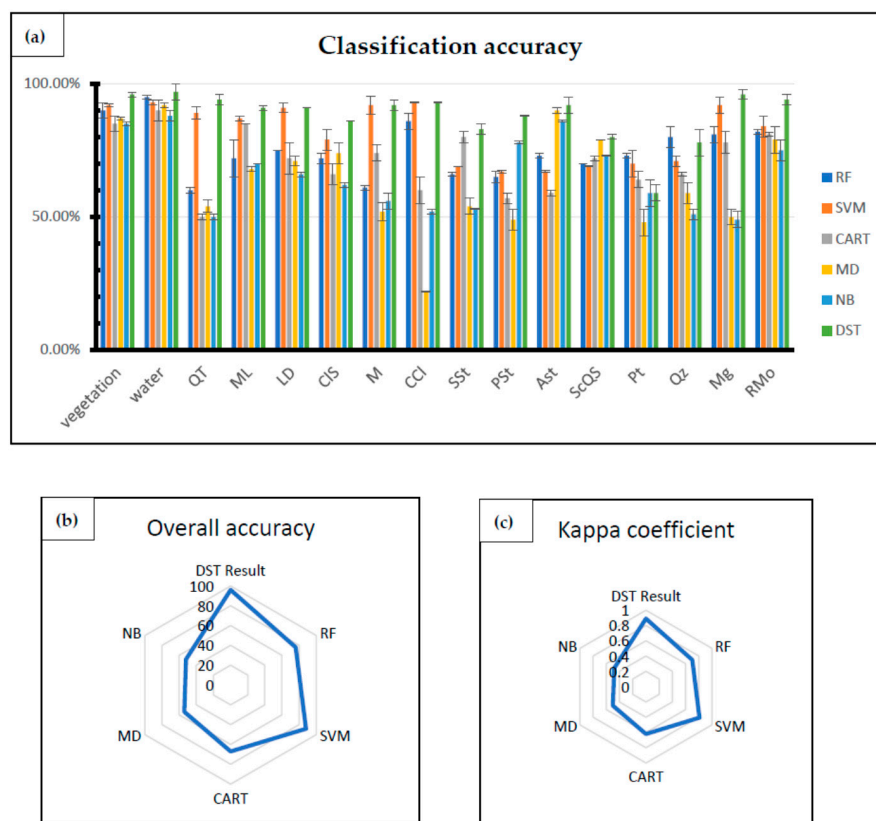 (a)
Classification accuracy
100.00%
50.00%
0.00%
vegetation
water
QT
ML
LD
ClS
M
CCl
SSt
PSt
Ast
ScQS
Pt
Qz
Mg
RMo
RF
SVM
CART
MD
NB
DST
(b)
Overall accuracy
DST Result
100
80
60
40
20
0
RF
SVM
CART
MD
NB
(c)
Kappa coefficient
DST Result
1
0.8
0.6
0.4
0.2
0
RF
SVM
CART
MD
NB